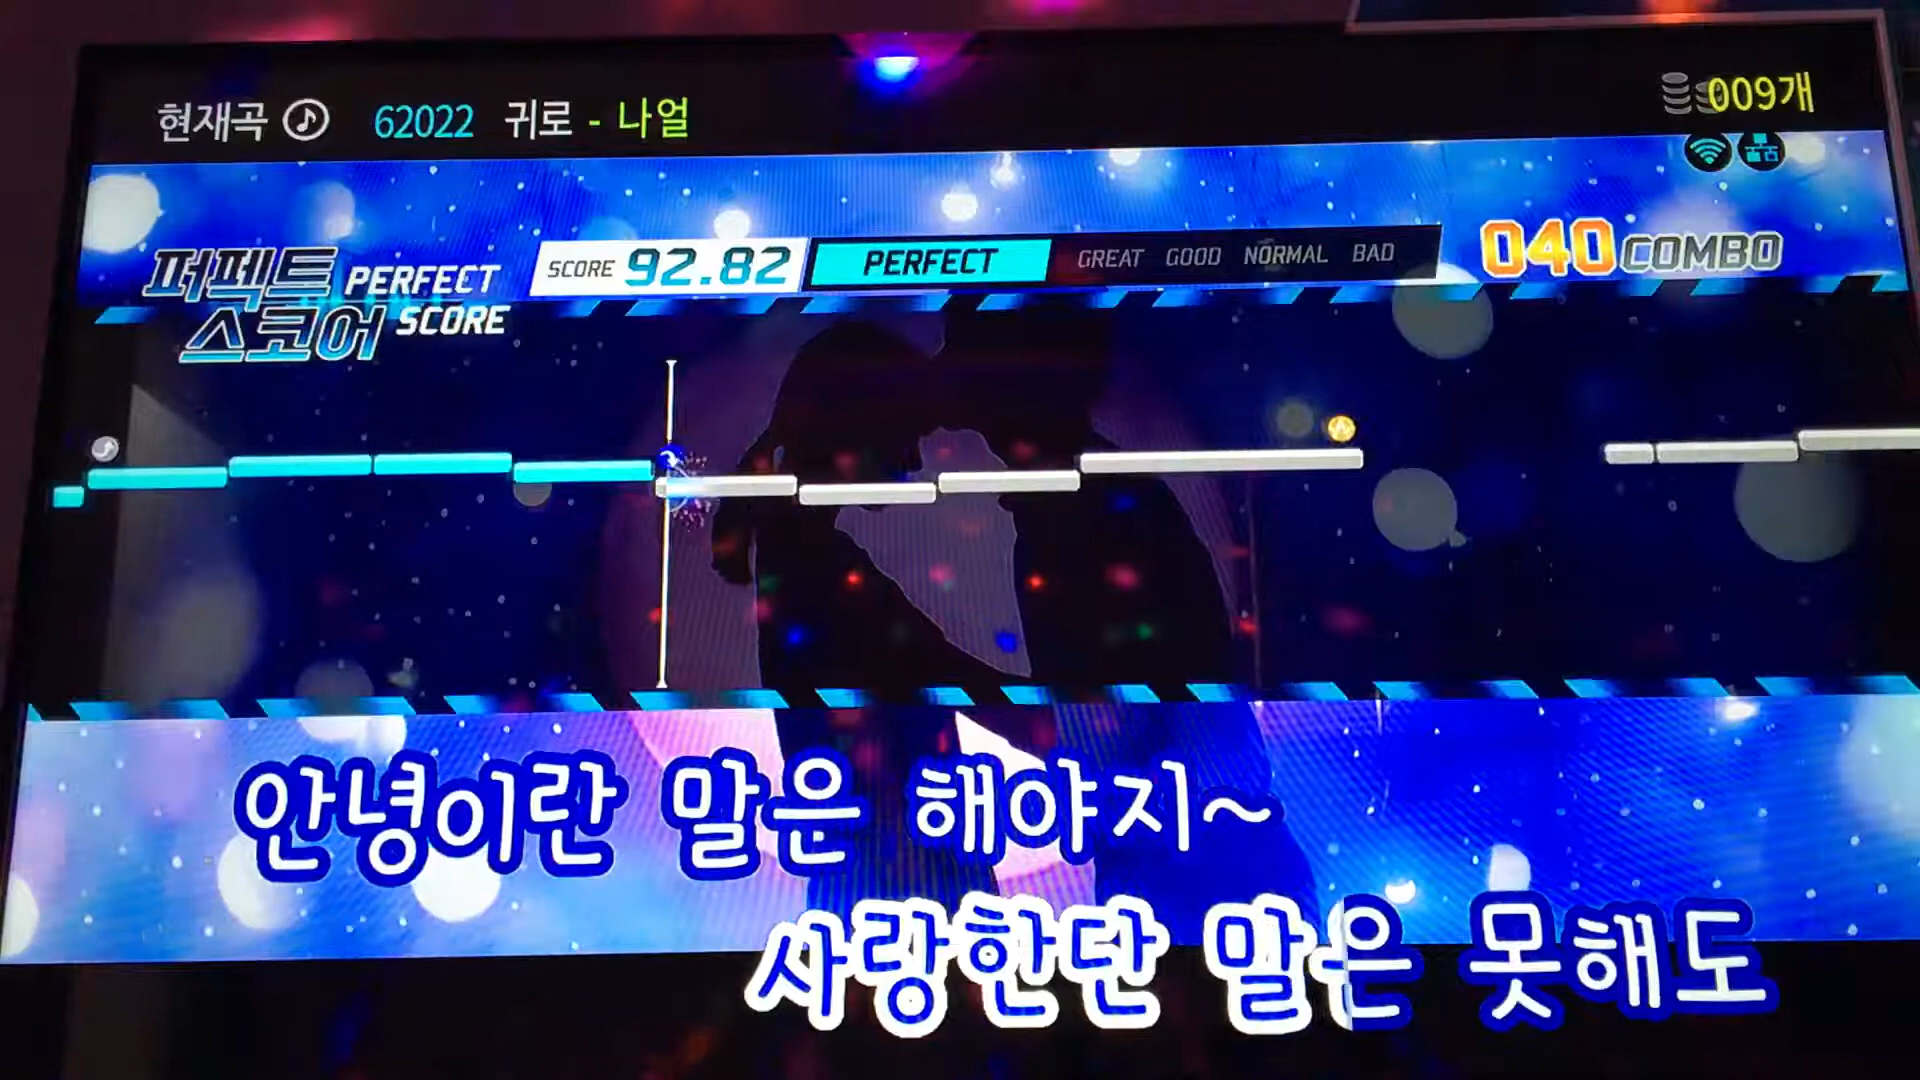 현재곡 62022 귀로 - 나얼
009개
퍼펙트 PERFECT
스코어 SCORE
SCORE 92.82 PERFECT GREAT GOOD NORMAL BAD
040 COMBO
안녕이란 말은 해야지~
사랑한단 말은 못해도